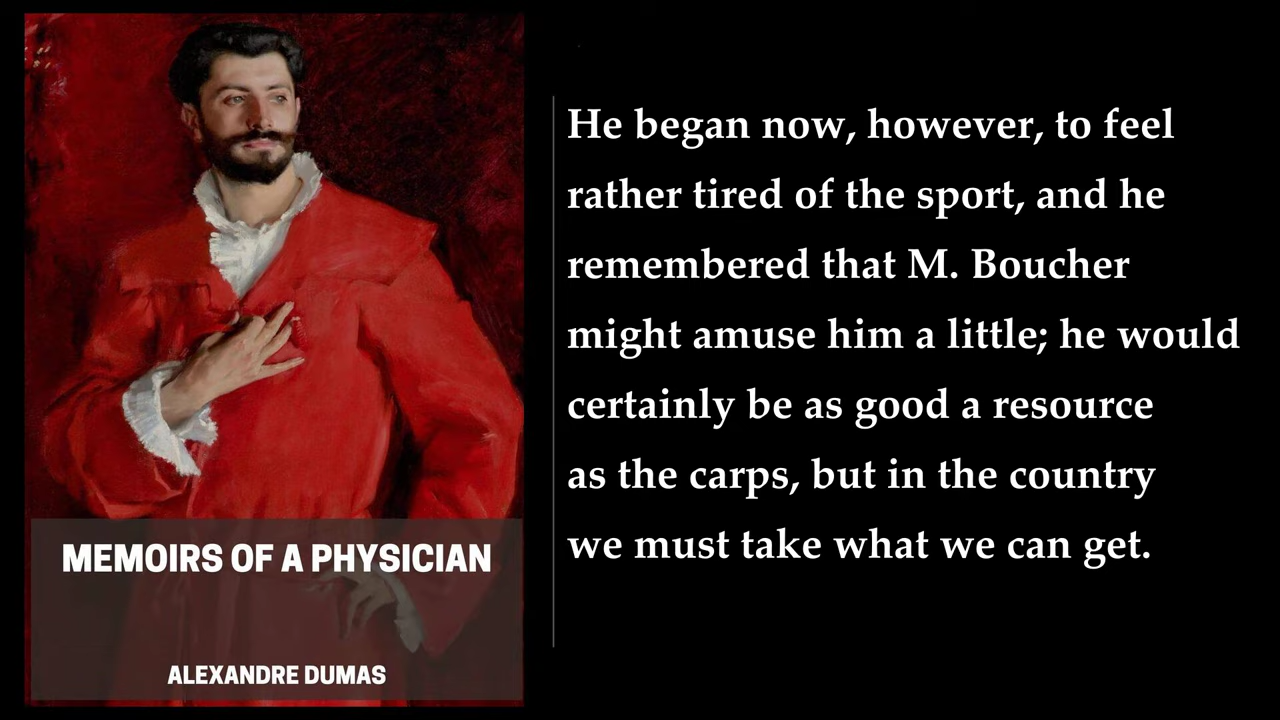 MEMOIRS OF A PHYSICIAN
ALEXANDRE DUMAS
He began now, however, to feel
rather tired of the sport, and he
remembered that M. Boucher
might amuse him a little; he would
certainly be as good a resource
as the carps, but in the country
we must take what we can get.